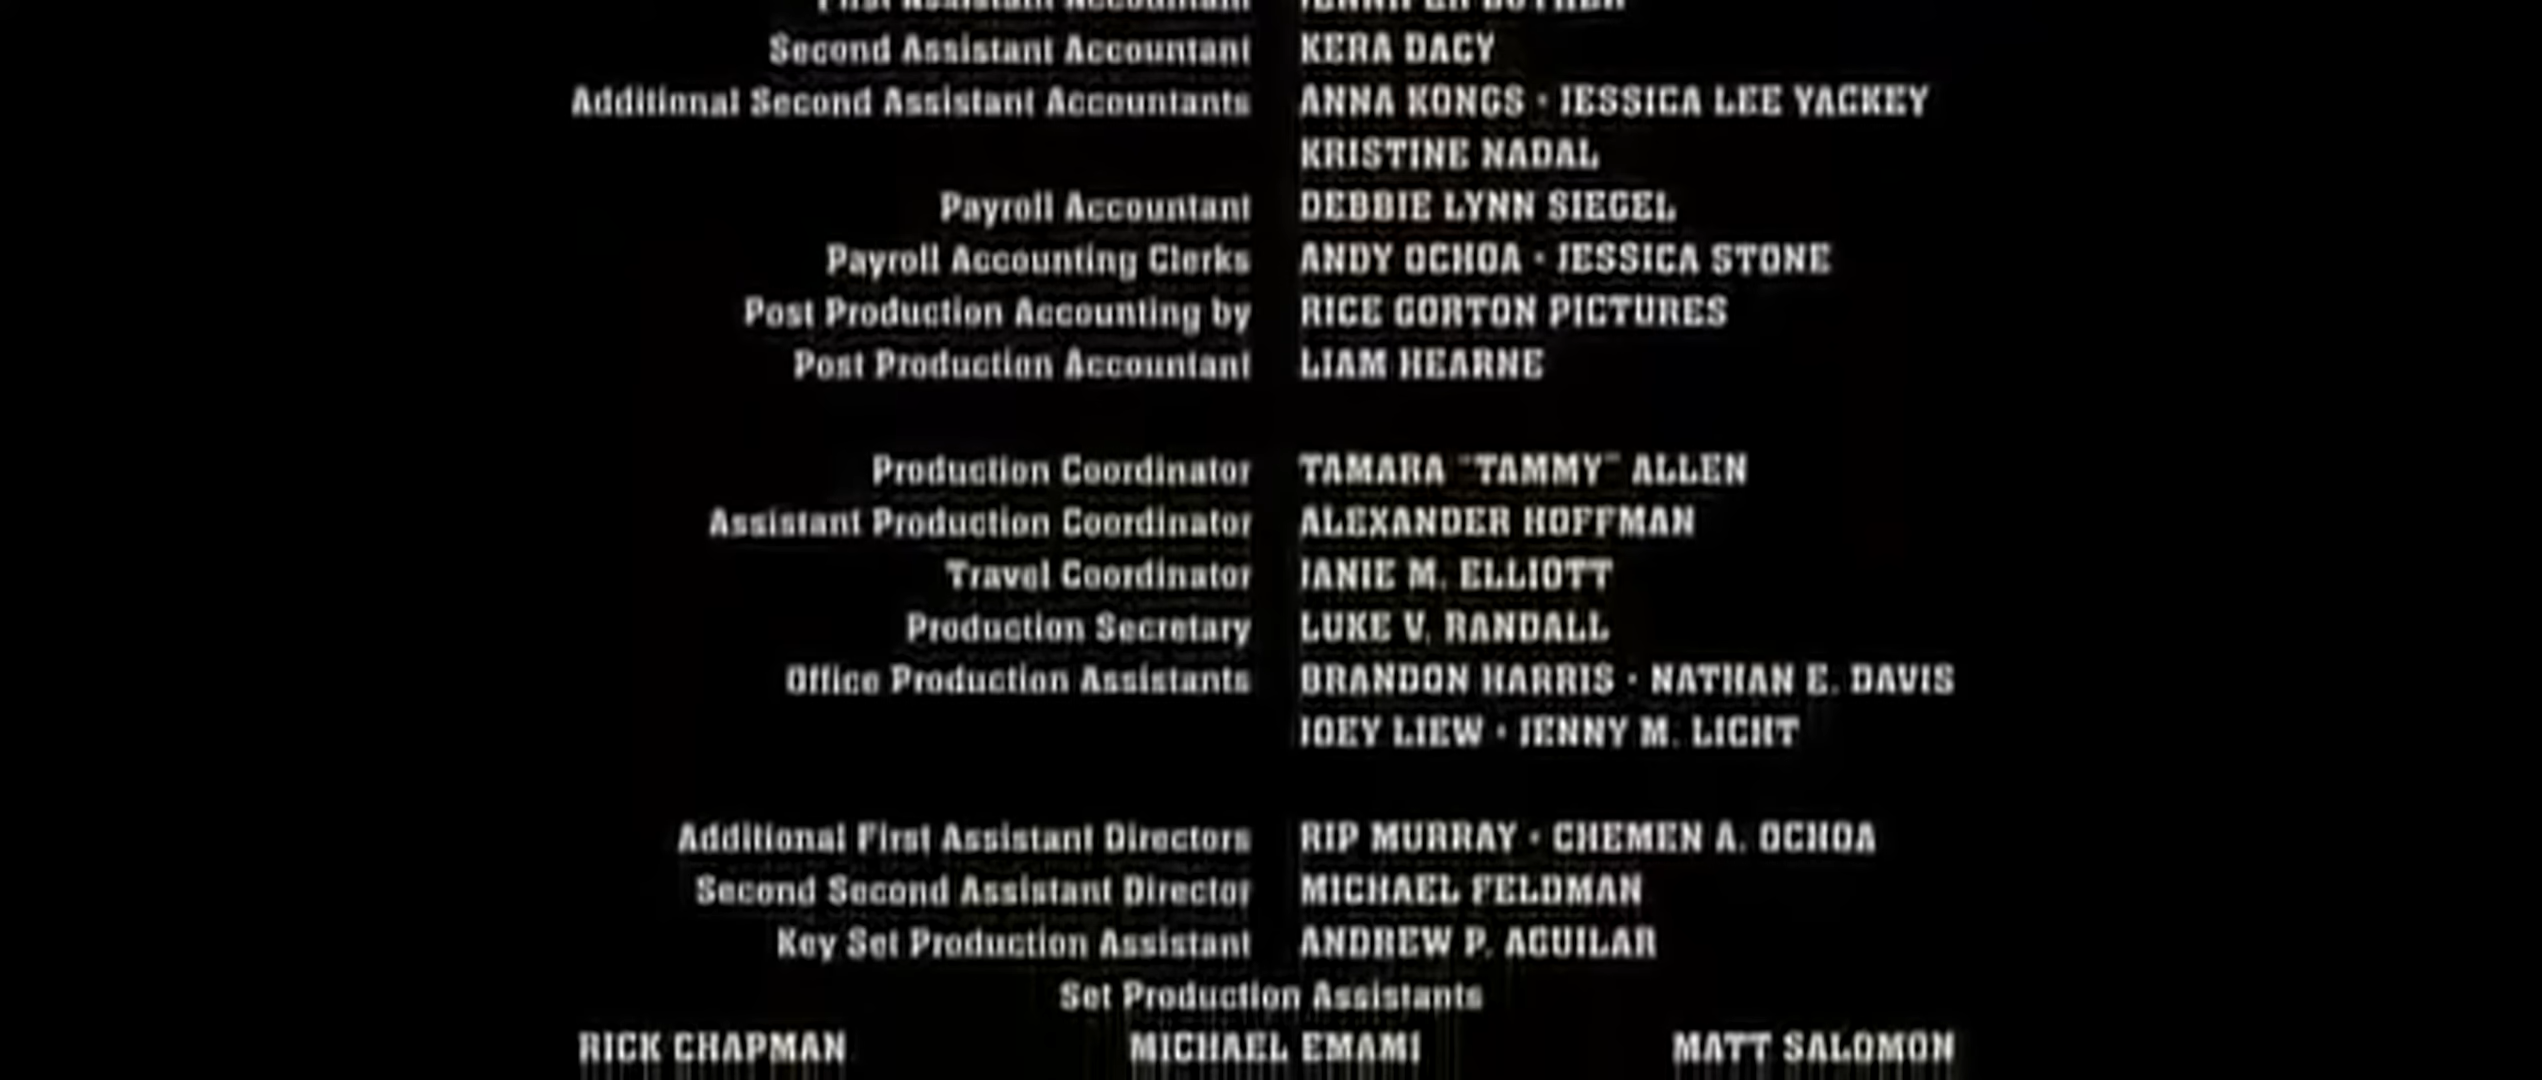 First Assistant Accountant
Second Assistant Accountant KERA DACY
Additional Second Assistant Accountants ANNA KONGS • JESSICA LEE YACKEY
KRISTINE NADAL
Payroll Accountant DEBBIE LYNN SIEGEL
Payroll Accounting Clerks ANDY OCHOA • JESSICA STONE
Post Production Accounting by RICE GORTON PICTURES
Post Production Accountant LIAM HEARNE
Production Coordinator TAMARA "TAMMY" ALLEN
Assistant Production Coordinator ALEXANDER HOFFMAN
Travel Coordinator JANIE M. ELLIOTT
Production Secretary LUKE V. RANDALL
Office Production Assistants BRANDON HARRIS • NATHAN E. DAVIS
JOEY LIEW • JENNY M. LICHT
Additional First Assistant Directors RIP MURRAY • CHEMEN A. OCHOA
Second Second Assistant Director MICHAEL FELDMAN
Key Set Production Assistant ANDREW P. AGUILAR
Set Production Assistants
RICK CHAPMAN MICHAEL EMAMI MATT SALOMON